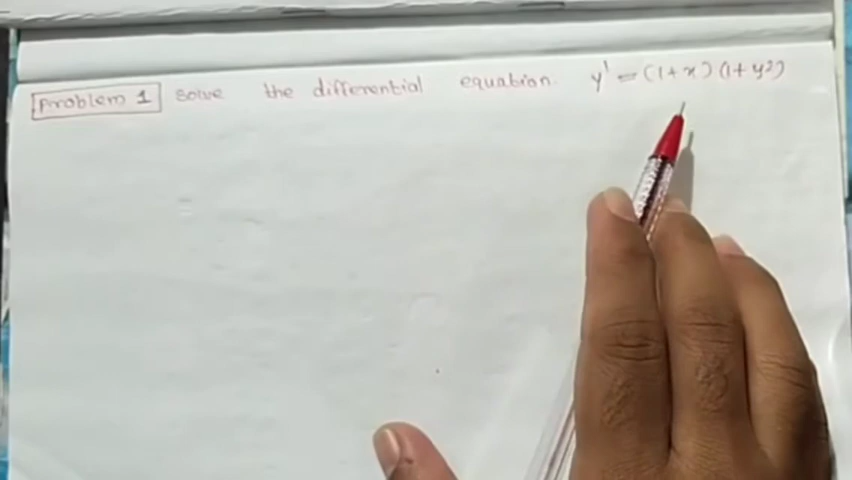 Problem 1 Solve the differential equation. y' = (1+x)(1+y²)